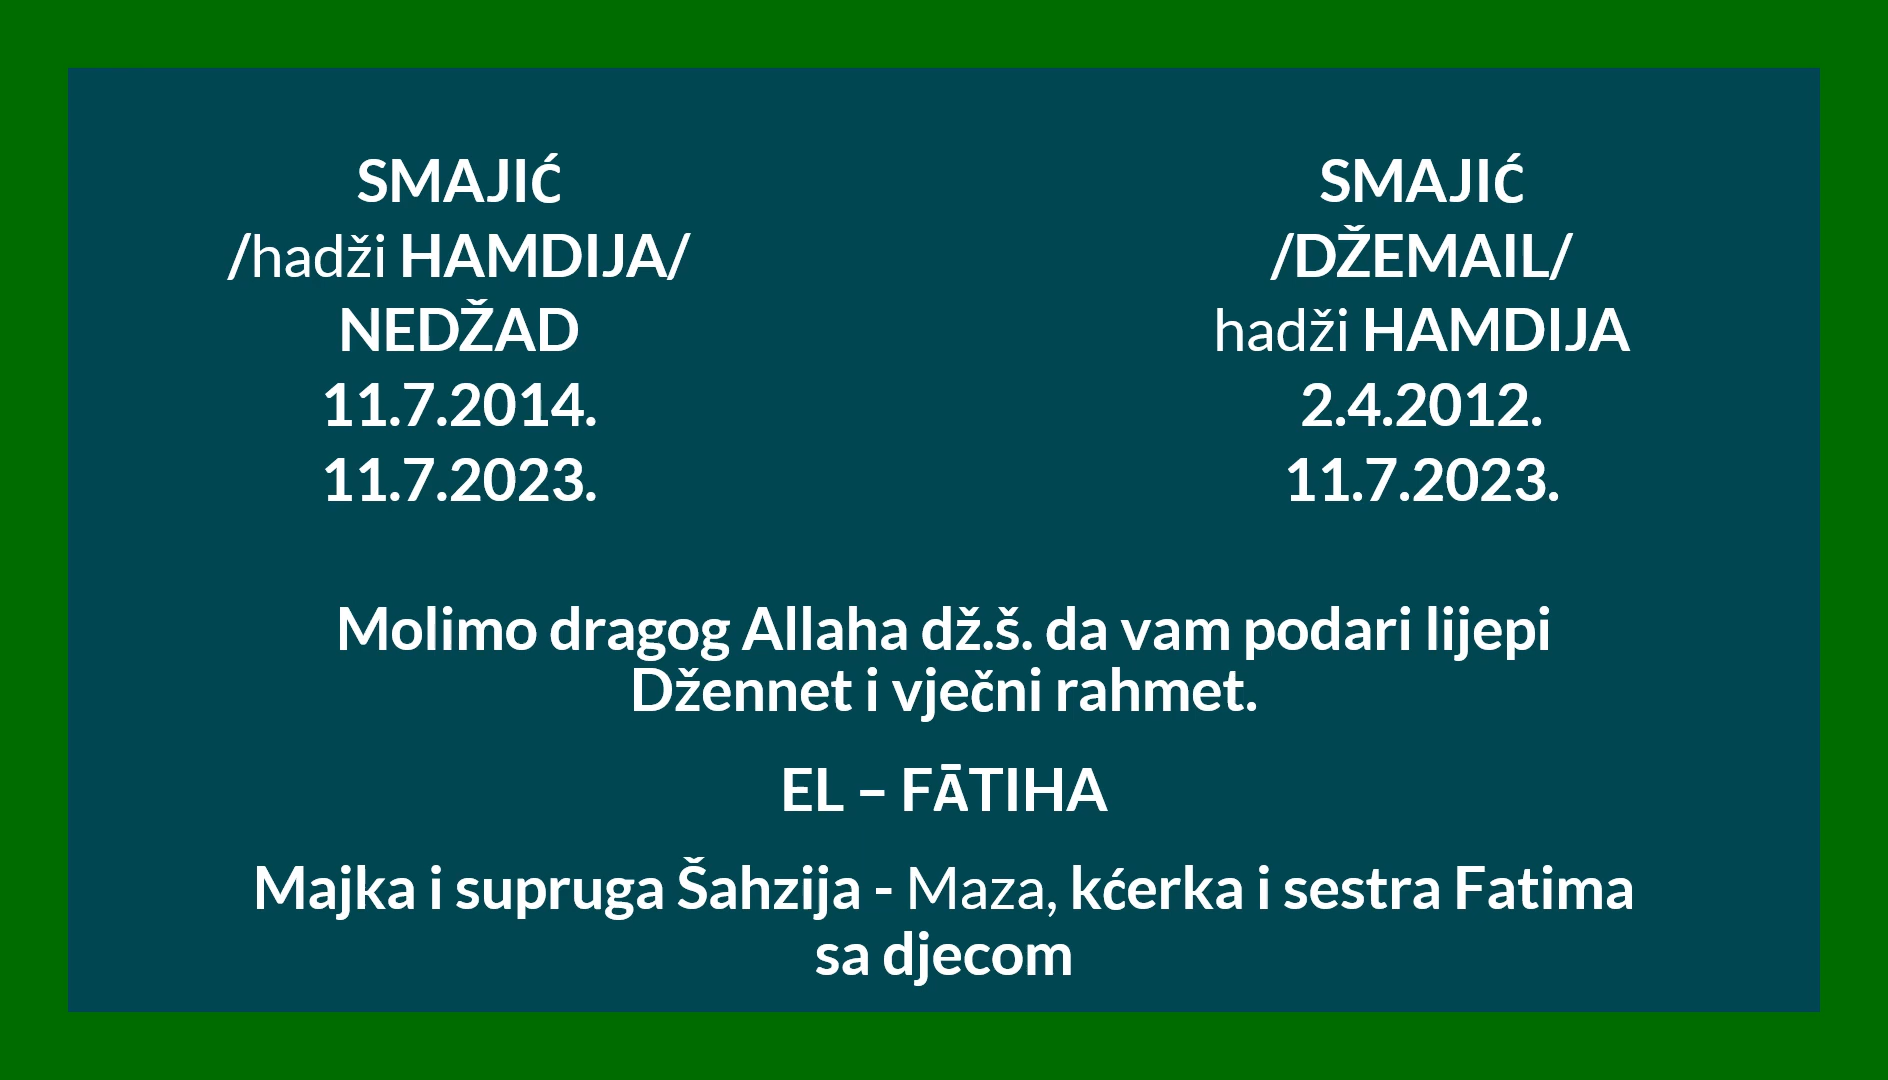 SMAJIĆ
/hadži HAMDIJA/
NEDŽAD
11.7.2014.
11.7.2023.
SMAJIĆ
/DŽEMAIL/
hadži HAMDIJA
2.4.2012.
11.7.2023.
Molimo dragog Allaha dž.š. da vam podari lijepi
Džennet i vječni rahmet.
EL – FĀTIHA
Majka i supruga Šahzija - Maza, kćerka i sestra Fatima
sa djecom